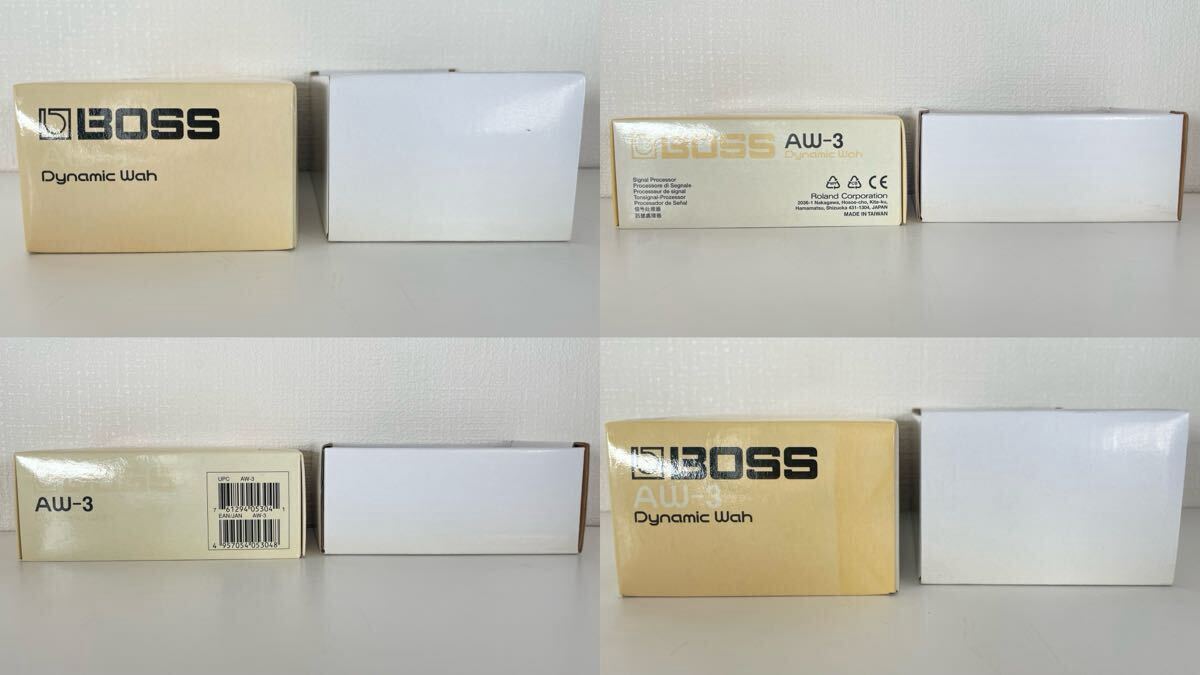 BOSS
AW-3
Dynamic Wah
BOSS AW-3
Dynamic Wah
Signal Processor
Processore di Segnale
Processeur de signal
Tonsignal-Prozessor
Procesador de Señal
信号处理器
訊號處理器
CE
Roland Corporation
2036-1 Nakagawa, Hosoe-cho, Kita-ku,
Hamamatsu, Shizuoka 431-1304, JAPAN
MADE IN TAIWAN
AW-3
UPC AW-3
7 61294 05304 1
EAN/JAN AW-3
4 957054 053048
BOSS
AW-3
Dynamic Wah